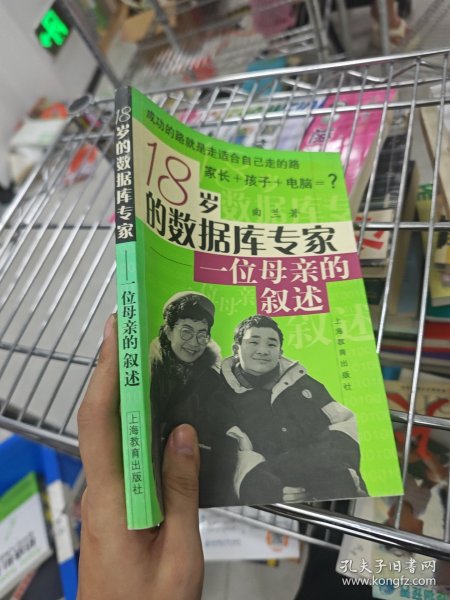 18岁的数据库专家
——一位母亲的叙述
上海教育出版社
成功的路就是走适合自己走的路
家长+孩子+电脑=?
18岁
的数据库专家
向兰著
一位母亲的
叙述
上海教育出版社
孔夫子旧书网
www.kongfz.com